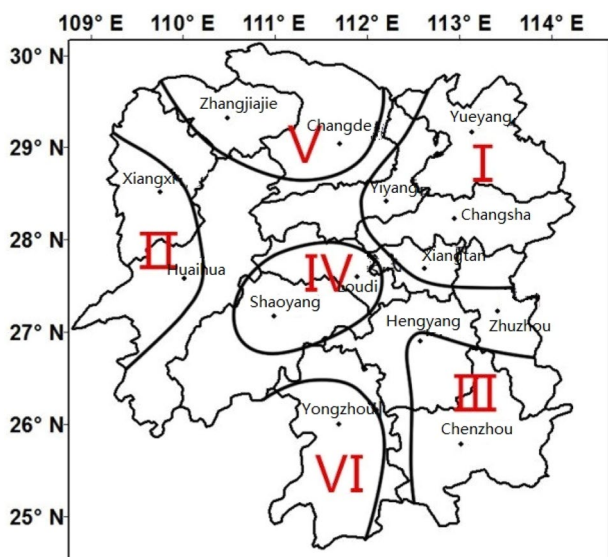 109° E 110° E 111° E 112° E 113° E 114° E
30° N
Zhangjiajie
Yueyang
Changde
V
29° N
I
Xiangxi
Yiyang
Changsha
28° N
II
Huaihua
IV
Loudi
Xiangtan
Shaoyang
Hengyang
Zhuzhou
27° N
III
26° N
Yongzhou
Chenzhou
VI
25° N